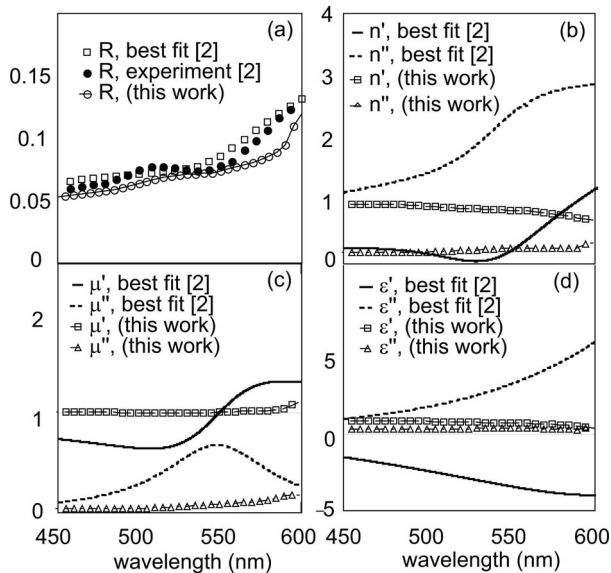 (a)
R, best fit [2]
R, experiment [2]
R, (this work)
0.15
0.1
0.05
0
(b)
n', best fit [2]
n", best fit [2]
n', (this work)
n", (this work)
4
3
2
1
0
(c)
μ', best fit [2]
μ", best fit [2]
μ', (this work)
μ", (this work)
2
1
0
450 500 550 600
wavelength (nm)
(d)
ε', best fit [2]
ε", best fit [2]
ε', (this work)
ε", (this work)
5
0
–5
450 500 550 600
wavelength (nm)